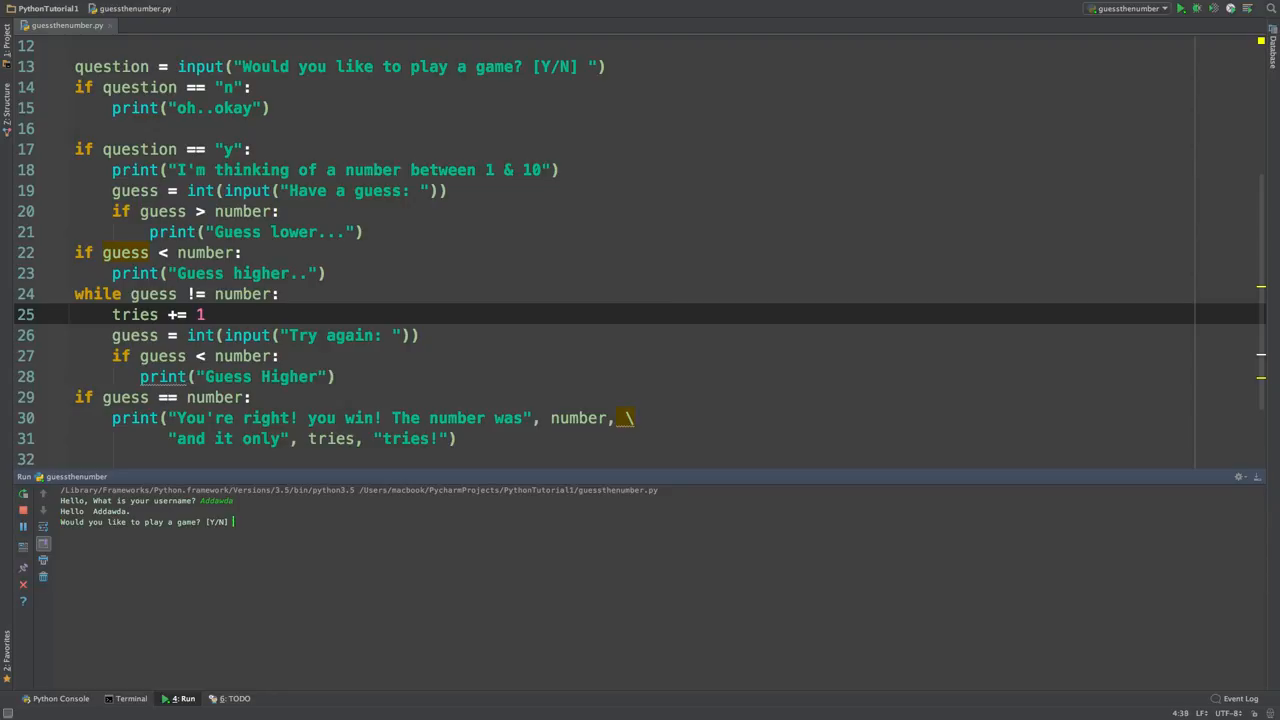 PythonTutorial1 guessthenumber.py guessthenumber
guessthenumber.py
1: Project
Z: Structure
2: Favorites
Database
12
13 question = input("Would you like to play a game? [Y/N] ")
14 if question == "n":
15 print("oh..okay")
16
17 if question == "y":
18 print("I'm thinking of a number between 1 & 10")
19 guess = int(input("Have a guess: "))
20 if guess > number:
21 print("Guess lower...")
22 if guess < number:
23 print("Guess higher..")
24 while guess != number:
25 tries += 1
26 guess = int(input("Try again: "))
27 if guess < number:
28 print("Guess Higher")
29 if guess == number:
30 print("You're right! you win! The number was", number, \
31 "and it only", tries, "tries!")
32
Run guessthenumber
/Library/Frameworks/Python.framework/Versions/3.5/bin/python3.5 /Users/macbook/PycharmProjects/PythonTutorial1/guessthenumber.py
Hello, What is your username? Addawda
Hello  Addawda.
Would you like to play a game? [Y/N]
Python Console Terminal 4: Run 6: TODO Event Log
4:39 LF÷ UTF-8÷